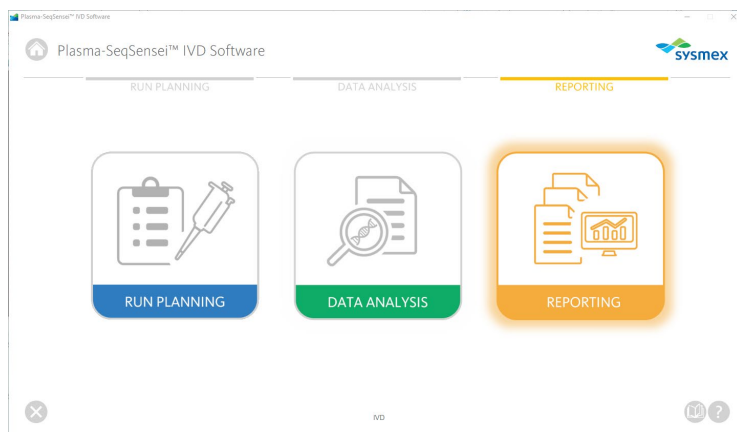 Plasma-SeqSensei™ IVD Software
Plasma-SeqSensei™ IVD Software
sysmex
RUN PLANNING
DATA ANALYSIS
REPORTING
RUN PLANNING
DATA ANALYSIS
REPORTING
IVD
?